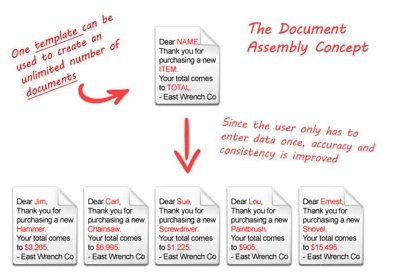 One template can be
used to create an
unlimited number of
documents
The Document
Assembly Concept
Dear NAME,
Thank you for
purchasing a new
ITEM.
Your total comes
to TOTAL.
- East Wrench Co
Since the user only has to
enter data once, accuracy and
consistency is improved
Dear Jim,
Thank you for
purchasing a new
Hammer.
Your total comes
to $3,265.
- East Wrench Co
Dear Carl,
Thank you for
purchasing a new
Chainsaw.
Your total comes
to $6,995.
- East Wrench Co
Dear Sue,
Thank you for
purchasing a new
Screwdriver.
Your total comes
to $1,225.
- East Wrench Co
Dear Lou,
Thank you for
purchasing a new
Paintbrush.
Your total comes
to $905.
- East Wrench Co
Dear Ernest,
Thank you for
purchasing a new
Shovel.
Your total comes
to $15,495.
- East Wrench Co